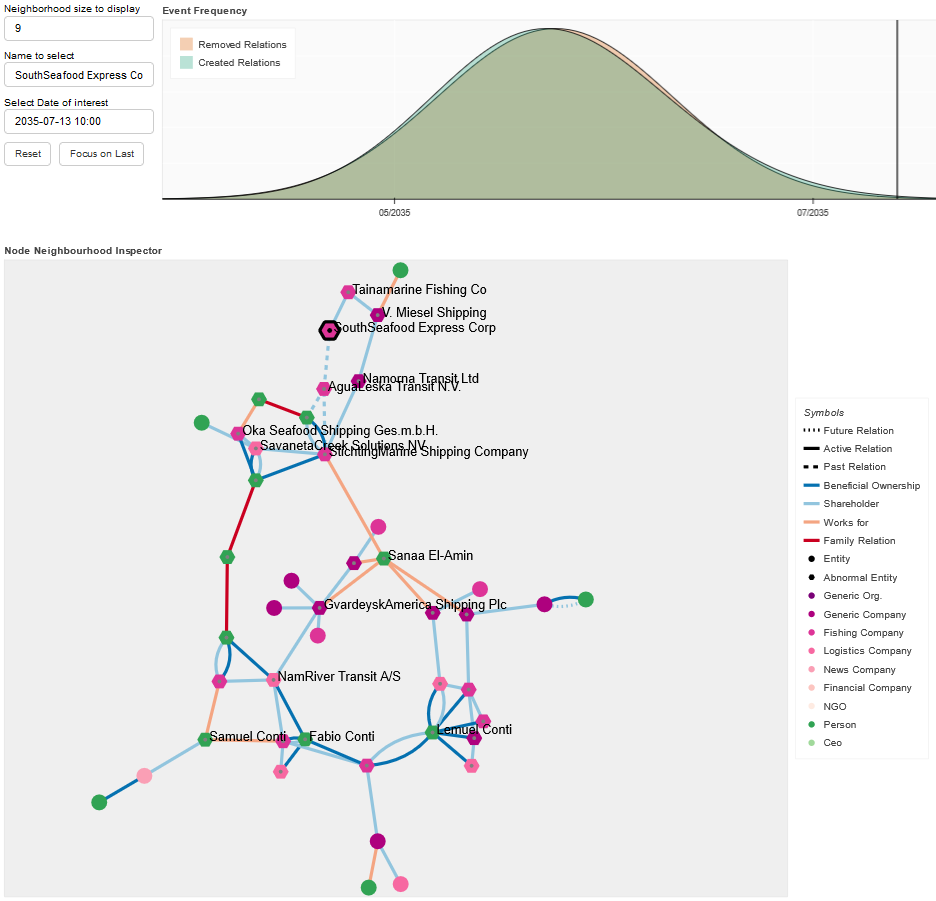 Neighborhood size to display
9
Name to select
SouthSeafood Express Co
Select Date of interest
2035-07-13 10:00
Reset
Focus on Last
Event Frequency
Removed Relations
Created Relations
05/2035
07/2035
Node Neighbourhood Inspector
Tainamarine Fishing Co
V. Miesel Shipping
SouthSeafood Express Corp
Namorna Transit Ltd
AguaLeska Transit N.V.
Oka Seafood Shipping Ges.m.b.H.
SavanetaCreek Solutions NV
StichtingMarine Shipping Company
Sanaa El-Amin
GvardeyskAmerica Shipping Plc
NamRiver Transit A/S
Samuel Conti
Fabio Conti
Lemuel Conti
Symbols
Future Relation
Active Relation
Past Relation
Beneficial Ownership
Shareholder
Works for
Family Relation
Entity
Abnormal Entity
Generic Org.
Generic Company
Fishing Company
Logistics Company
News Company
Financial Company
NGO
Person
Ceo